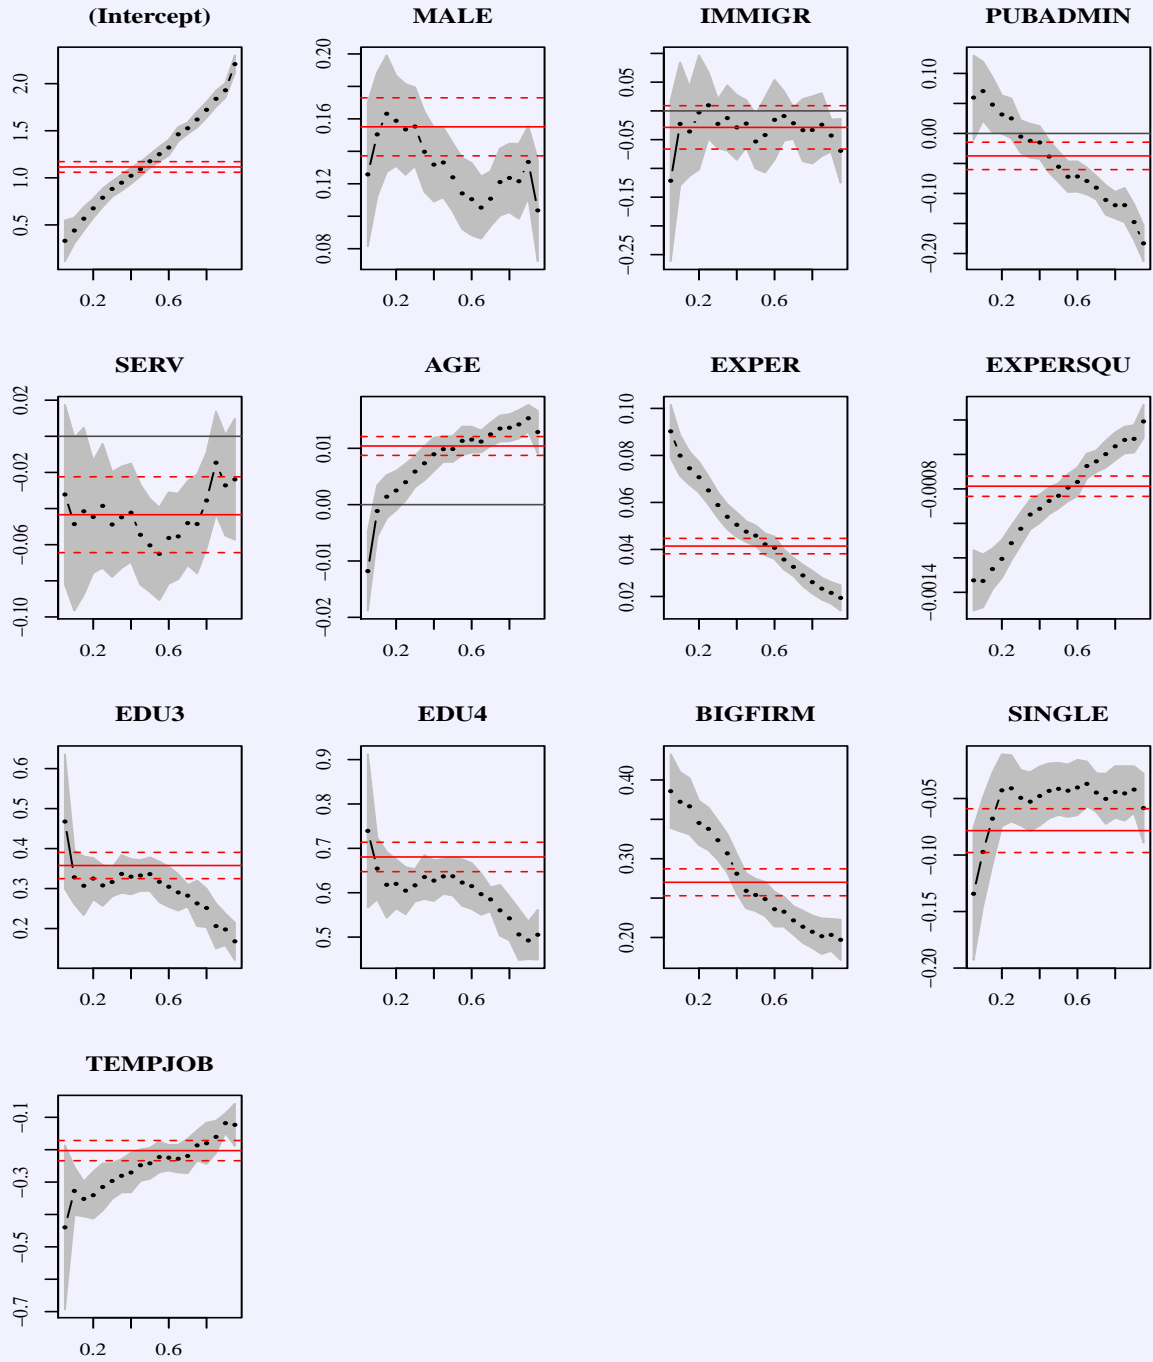 (Intercept) MALE IMMIGR PUBADMIN
0.5 1.0 1.5 2.0
0.2 0.6
0.08 0.12 0.16 0.20
0.2 0.6
−0.25 −0.15 −0.05 0.05
0.2 0.6
−0.20 −0.10 0.00 0.10
0.2 0.6
SERV AGE EXPER EXPERSQU
−0.10 −0.06 −0.02 0.02
0.2 0.6
−0.02 −0.01 0.00 0.01
0.2 0.6
0.02 0.04 0.06 0.08 0.10
0.2 0.6
−0.0014 −0.0008
0.2 0.6
EDU3 EDU4 BIGFIRM SINGLE
0.2 0.3 0.4 0.5 0.6
0.2 0.6
0.5 0.6 0.7 0.8 0.9
0.2 0.6
0.20 0.30 0.40
0.2 0.6
−0.20 −0.15 −0.10 −0.05
0.2 0.6
TEMPJOB
−0.7 −0.5 −0.3 −0.1
0.2 0.6